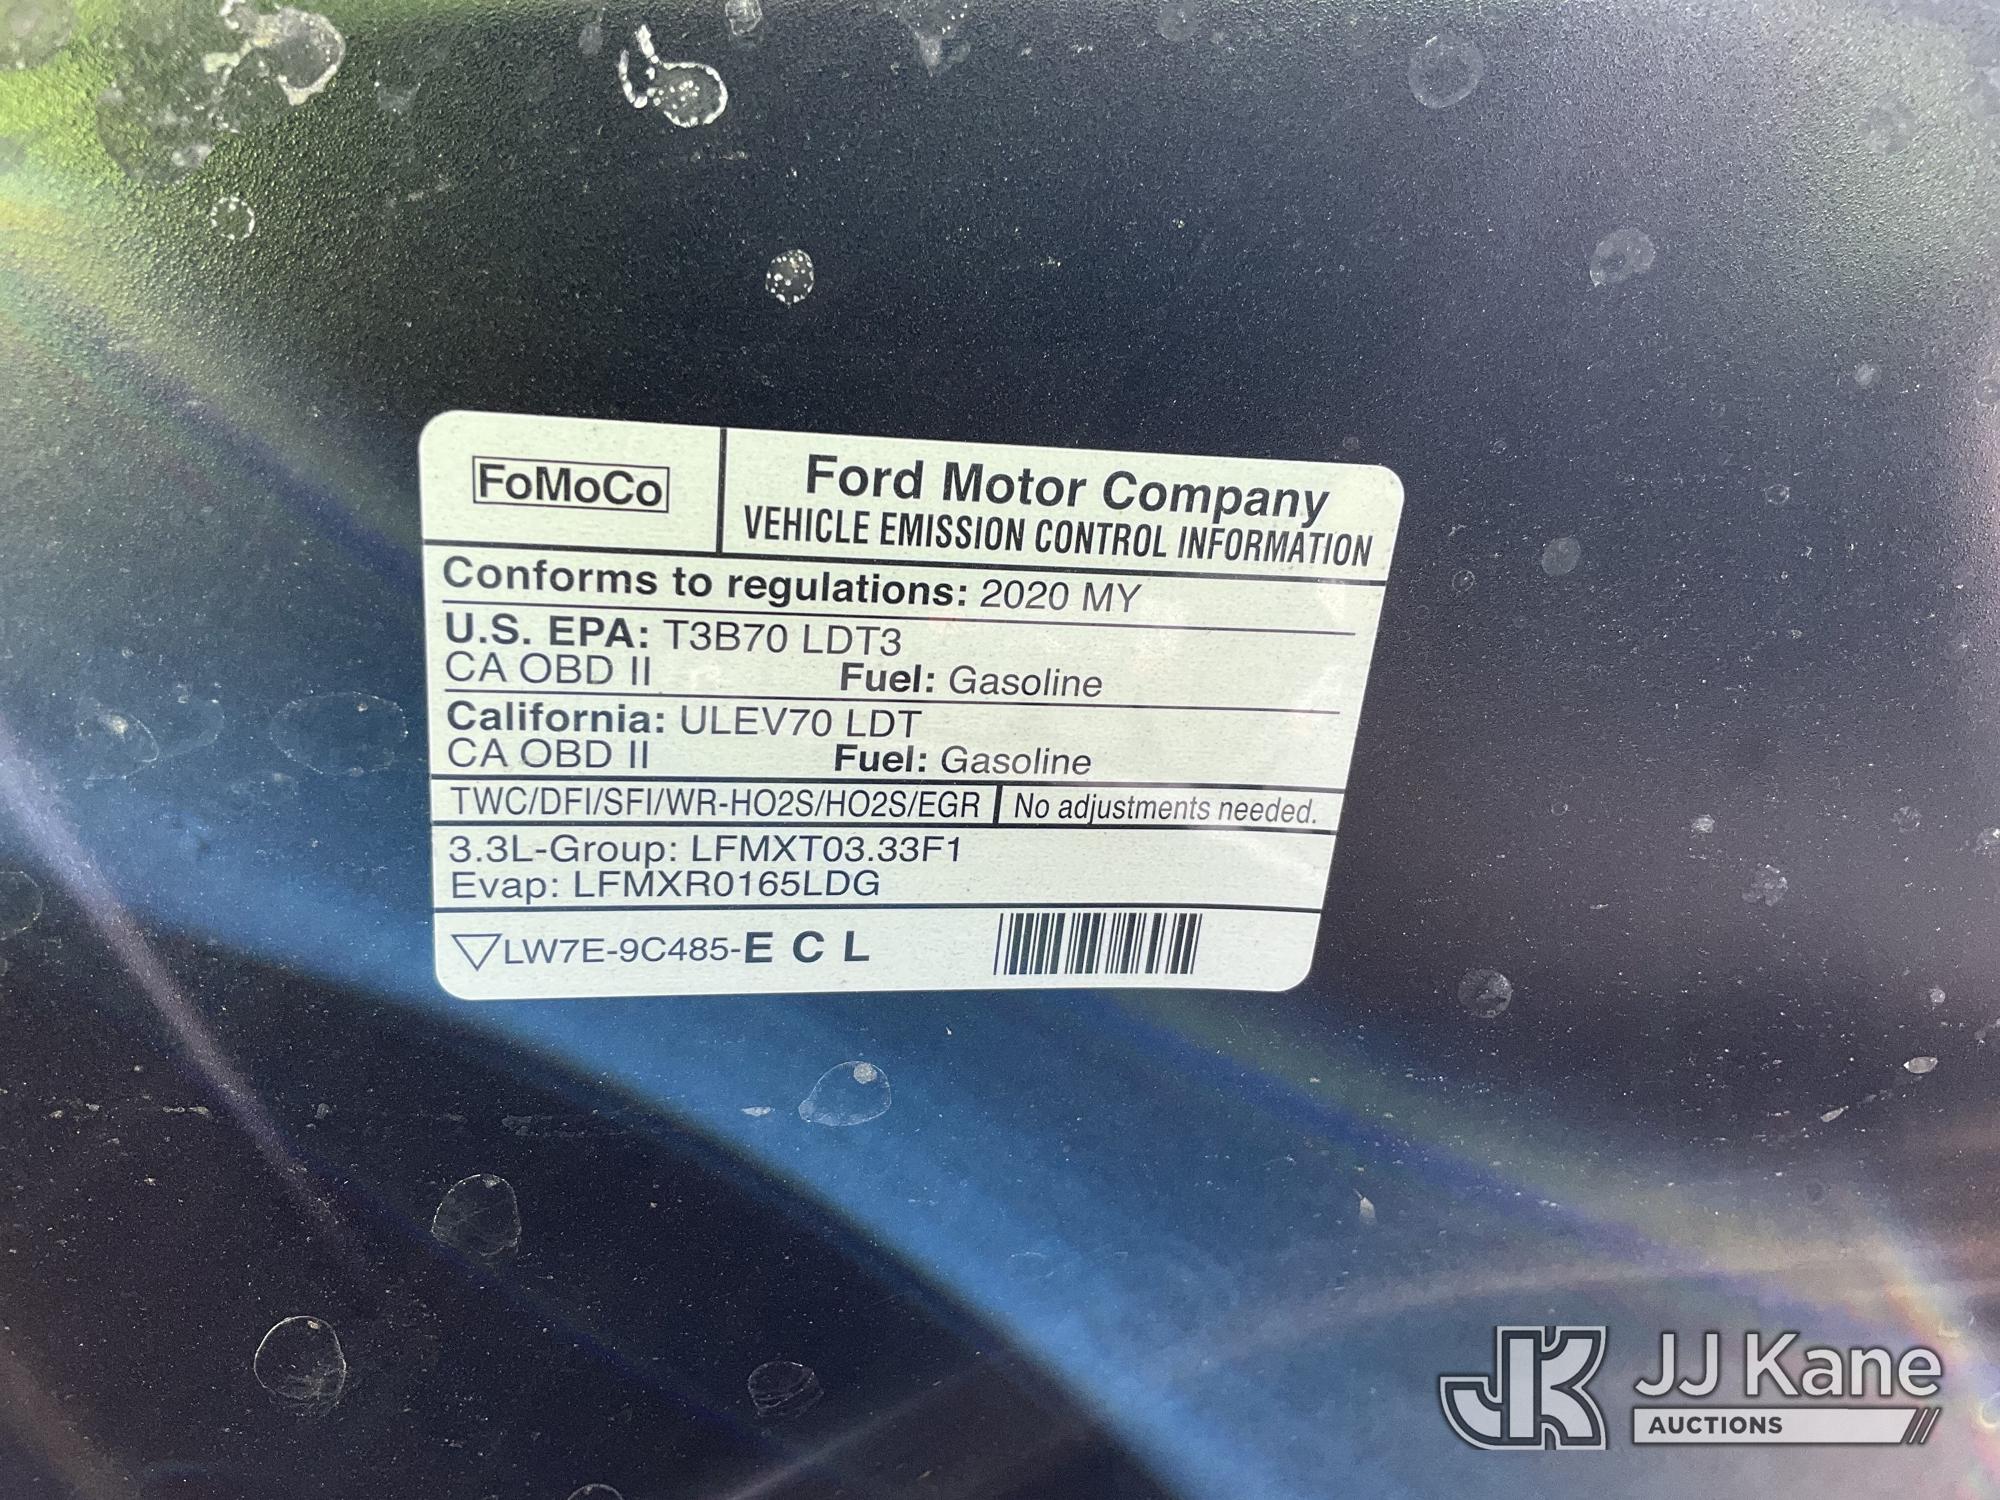 FoMoCo
Ford Motor Company
VEHICLE EMISSION CONTROL INFORMATION
Conforms to regulations: 2020 MY
U.S. EPA: T3B70 LDT3
CA OBD II Fuel: Gasoline
California: ULEV70 LDT
CA OBD II Fuel: Gasoline
TWC/DFI/SFI/WR-HO2S/HO2S/EGR No adjustments needed.
3.3L-Group: LFMXT03.33F1
Evap: LFMXR0165LDG
LW7E-9C485-E C L
JK
JJ Kane
AUCTIONS